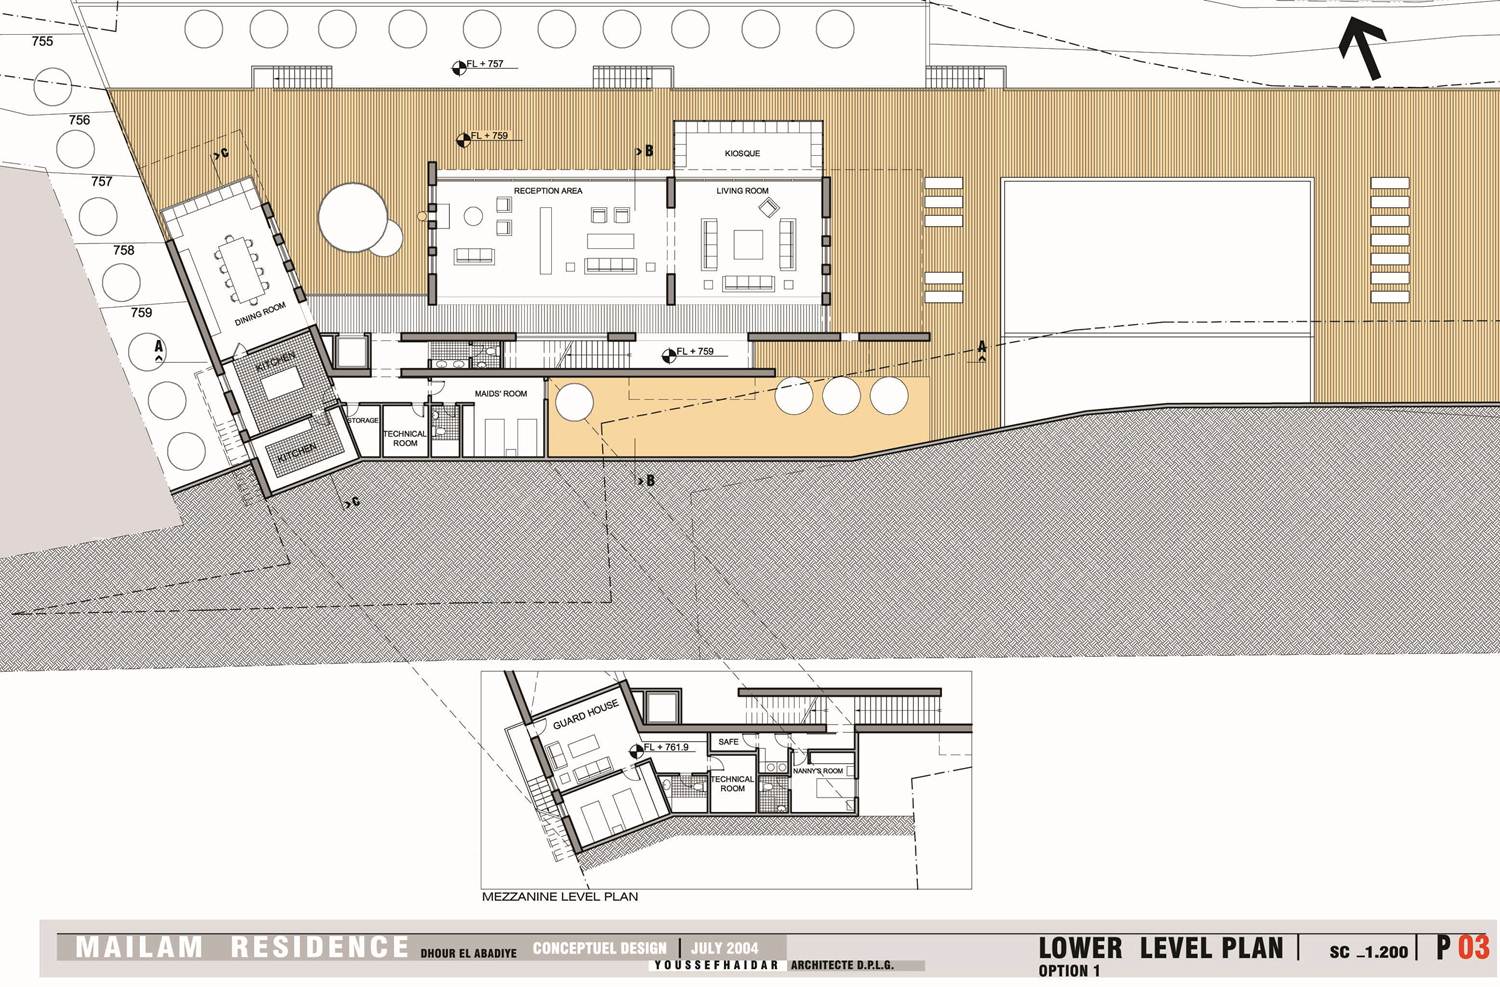 755
FL + 757
756
FL + 759
C
B
KIOSQUE
757
RECEPTION AREA
LIVING ROOM
758
DINING ROOM
759
A
FL + 759
A
KITCHEN
MAIDS' ROOM
STORAGE
TECHNICAL
ROOM
KITCHEN
B
C
GUARD HOUSE
SAFE
FL + 761.9
NANNY'S ROOM
TECHNICAL
ROOM
MEZZANINE LEVEL PLAN
MAILAM RESIDENCE DHOUR EL ABADIYE CONCEPTUEL DESIGN | JULY 2004
YOUSSEFHAIDAR ARCHITECTE D.P.L.G.
LOWER LEVEL PLAN | SC _1.200 | P 03
OPTION 1